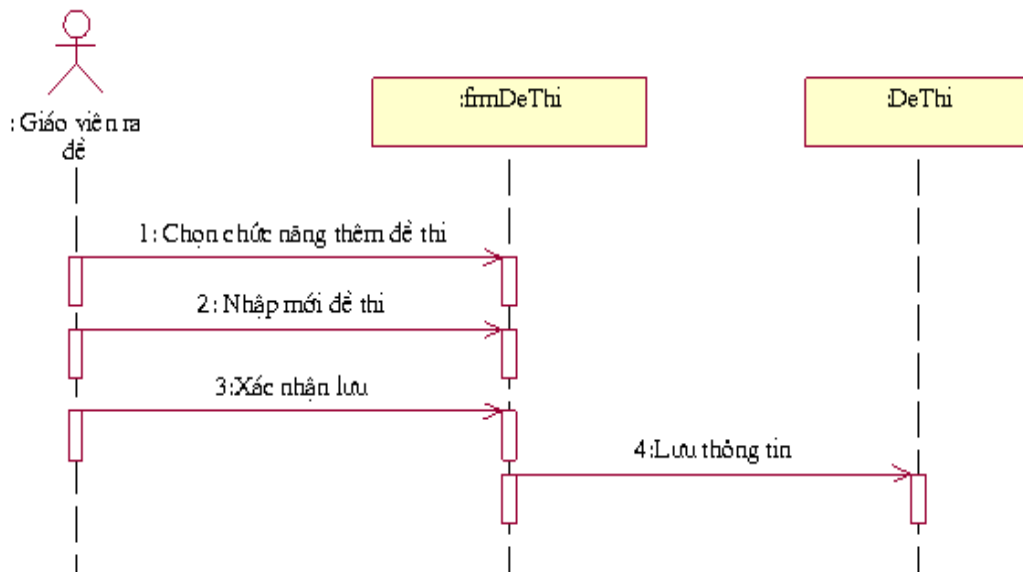 :frmDeThi
:DeThi
: Giáo viên ra
đề
1: Chọn chức năng thêm đề thi
2: Nhập mới đề thi
3:Xác nhận lưu
4:Lưu thông tin